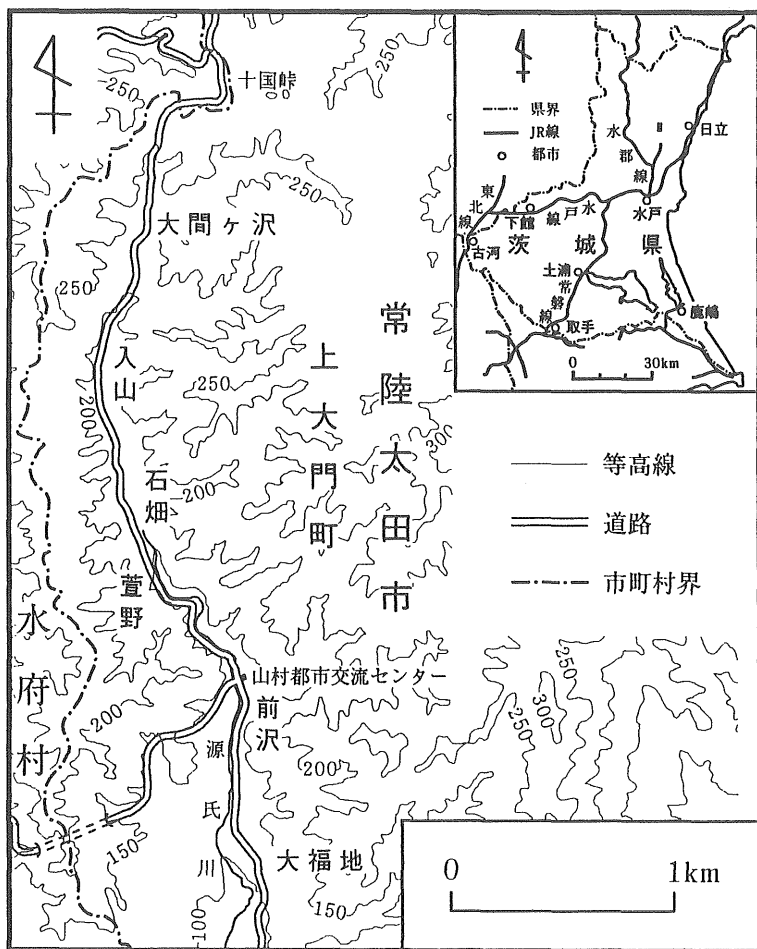 250
十国峠
250
250
大間ヶ沢
250
入山
200
250
上大門町
常陸太田市
300
石畑
200
萱野
水府村
山村都市交流センター
前沢
200
源氏川
200
150
大福地
150
100
250
300
250
県界
JR線
都市
水郡線
日立
東北線
下館
水戸線
水戸
古河
茨城県
土浦
常磐線
取手
鹿嶋
0 30km
等高線
道路
市町村界
0 1km